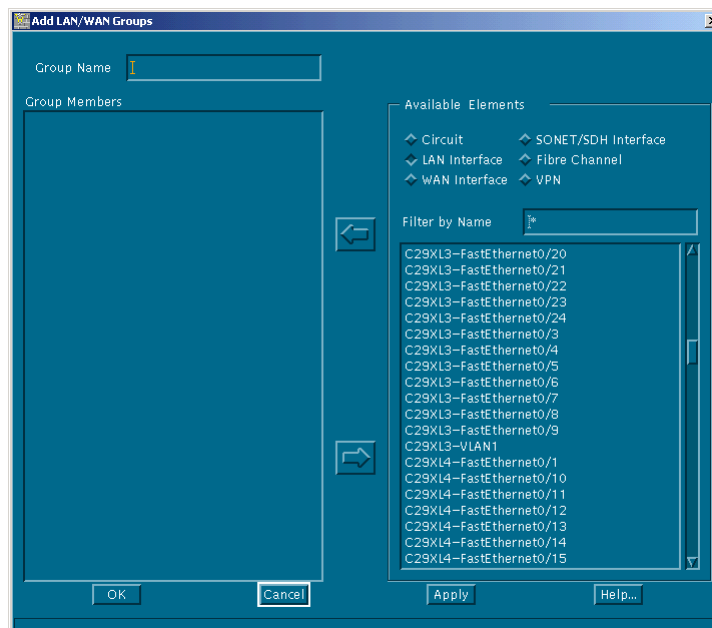 Add LAN/WAN Groups
Group Name
Group Members
Available Elements
Circuit
SONET/SDH Interface
LAN Interface
Fibre Channel
WAN Interface
VPN
Filter by Name
*
C29XL3-FastEthernet0/20
C29XL3-FastEthernet0/21
C29XL3-FastEthernet0/22
C29XL3-FastEthernet0/23
C29XL3-FastEthernet0/24
C29XL3-FastEthernet0/3
C29XL3-FastEthernet0/4
C29XL3-FastEthernet0/5
C29XL3-FastEthernet0/6
C29XL3-FastEthernet0/7
C29XL3-FastEthernet0/8
C29XL3-FastEthernet0/9
C29XL3-VLAN1
C29XL4-FastEthernet0/1
C29XL4-FastEthernet0/10
C29XL4-FastEthernet0/11
C29XL4-FastEthernet0/12
C29XL4-FastEthernet0/13
C29XL4-FastEthernet0/14
C29XL4-FastEthernet0/15
OK
Cancel
Apply
Help...